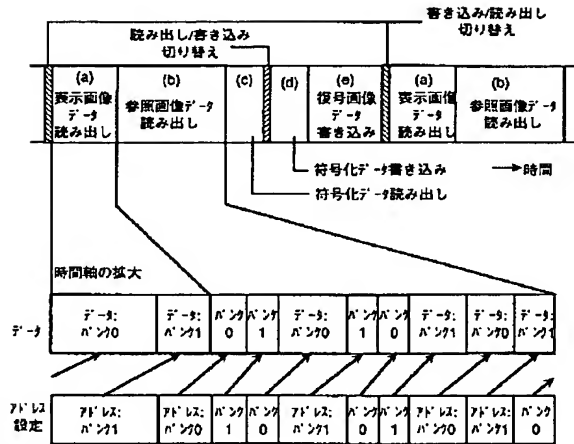 書き込み/読み出し
切り替え
読み出し/書き込み
切り替え
(a)
表示画像
データ
読み出し
(b)
参照画像データ
読み出し
(c)
(d)
(e)
復号画像
データ
書き込み
(a)
表示画像
データ
読み出し
(b)
参照画像データ
読み出し
符号化データ書き込み
符号化データ読み出し
時間
時間軸の拡大
データ
データ:
バンク0
データ:
バンク1
バンク
0
バンク
1
データ:
バンク0
バンク
1
バンク
0
データ:
バンク1
データ:
バンク0
データ:
バンク1
アドレス
設定
アドレス:
バンク1
アドレス:
バンク0
バンク
1
バンク
0
アドレス:
バンク1
バンク
0
バンク
1
アドレス:
バンク0
アドレス:
バンク1
バンク
0